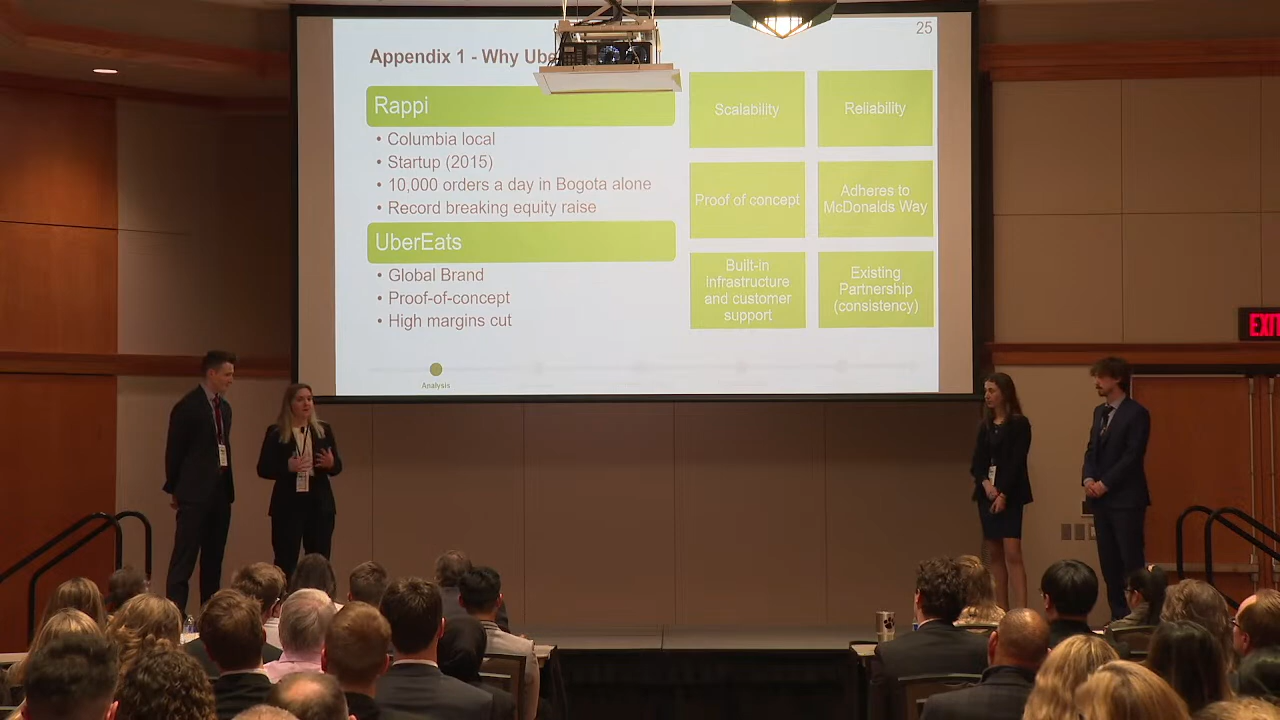 25
Appendix 1 - Why Ube
Rappi
• Columbia local
• Startup (2015)
• 10,000 orders a day in Bogota alone
• Record breaking equity raise
UberEats
• Global Brand
• Proof-of-concept
• High margins cut
Scalability
Reliability
Proof of concept
Adheres to
McDonalds Way
Built-in
infrastructure
and customer
support
Existing
Partnership
(consistency)
Analysis
EXIT